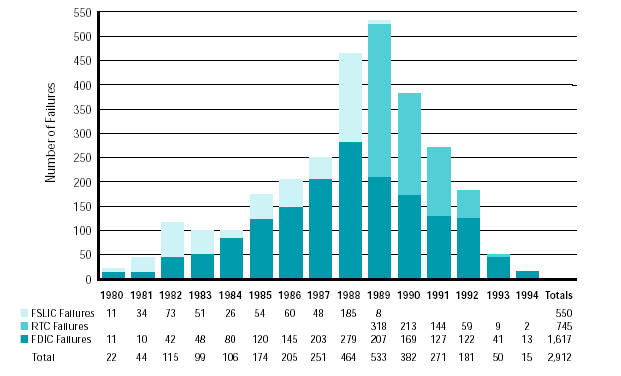 550
500
450
400
350
300
250
200
150
100
50
0
Number of Failures
1980 1981 1982 1983 1984 1985 1986 1987 1988 1989 1990 1991 1992 1993 1994 Totals
FSLIC Failures 11 34 73 51 26 54 60 48 185 8 550
RTC Failures 318 213 144 59 9 2 745
FDIC Failures 11 10 42 48 80 120 145 203 279 207 169 127 122 41 13 1,617
Total 22 44 115 99 106 174 205 251 464 533 382 271 181 50 15 2,912